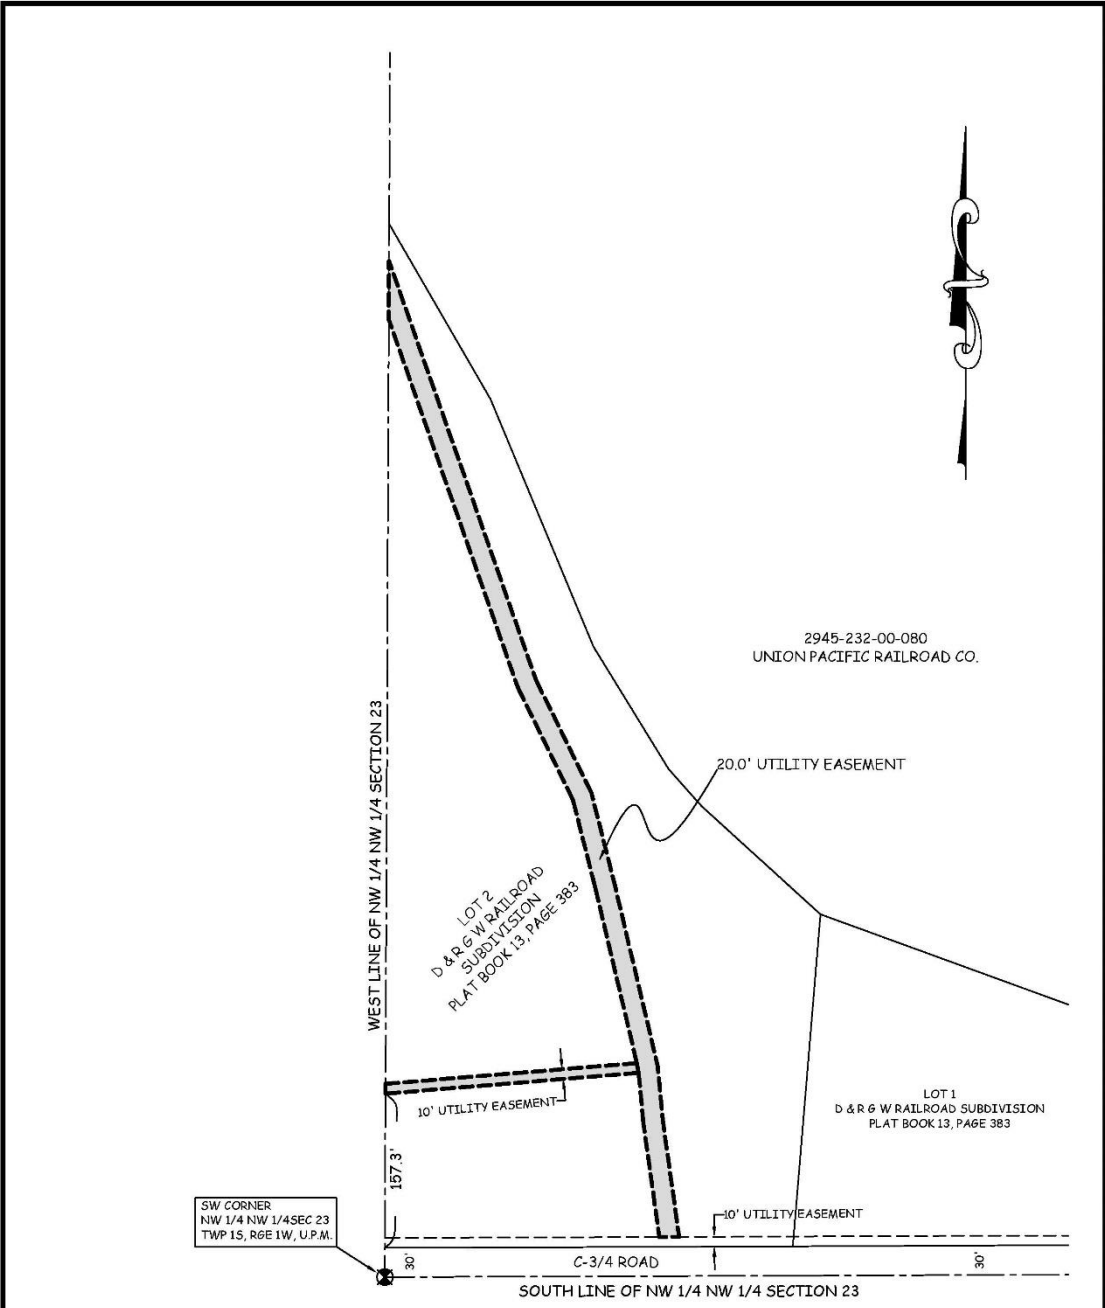 2945-232-00-080
UNION PACIFIC RAILROAD CO.
WEST LINE OF NW 1/4 NW 1/4 SECTION 23
20.0' UTILITY EASEMENT
LOT 2
D & R G W RAILROAD
SUBDIVISION
PLAT BOOK 13, PAGE 383
10' UTILITY EASEMENT
LOT 1
D & R G W RAILROAD SUBDIVISION
PLAT BOOK 13, PAGE 383
157.3'
SW CORNER
NW 1/4 NW 1/4SEC 23
TWP 1S, RGE 1W, U.P.M.
10' UTILITY EASEMENT
30'
C-3/4 ROAD
30'
SOUTH LINE OF NW 1/4 NW 1/4 SECTION 23